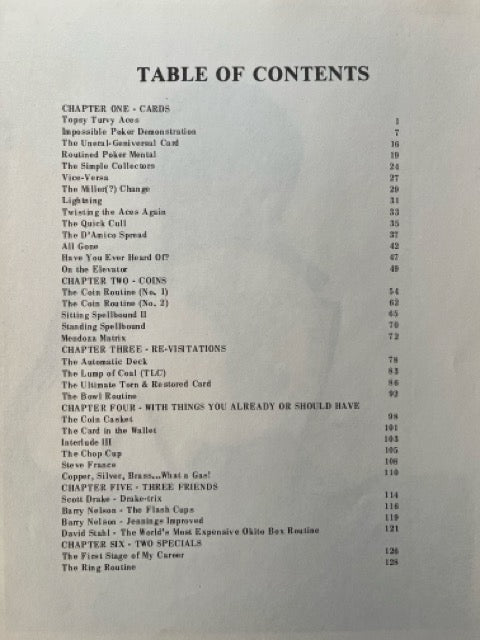 TABLE OF CONTENTS
CHAPTER ONE - CARDS
Topsy Turvy Aces 1
Impossible Poker Demonstration 7
The Uneral-Geniversal Card 16
Routined Poker Mental 19
The Simple Collectors 24
Vice-Versa 27
The Miller(?) Change 29
Lightning 31
Twisting the Aces Again 33
The Quick Cull 35
The D'Amico Spread 37
All Gone 42
Have You Ever Heard Of? 47
On the Elevator 49
CHAPTER TWO - COINS
The Coin Routine (No. 1) 54
The Coin Routine (No. 2) 62
Sitting Spellbound II 65
Standing Spellbound 70
Mendoza Matrix 72
CHAPTER THREE - RE-VISITATIONS
The Automatic Deck 78
The Lump of Coal (TLC) 83
The Ultimate Torn & Restored Card 86
The Bowl Routine 92
CHAPTER FOUR - WITH THINGS YOU ALREADY OR SHOULD HAVE
The Coin Casket 98
The Card in the Wallet 101
Interlude III 103
The Chop Cup 105
Steve France 108
Copper, Silver, Brass...What a Gas! 110
CHAPTER FIVE - THREE FRIENDS
Scott Drake - Drake-trix 114
Barry Nelson - The Flash Cups 116
Barry Nelson - Jennings Improved 119
David Stahl - The World's Most Expensive Okito Box Routine 121
CHAPTER SIX - TWO SPECIALS
The First Stage of My Career 126
The Ring Routine 128